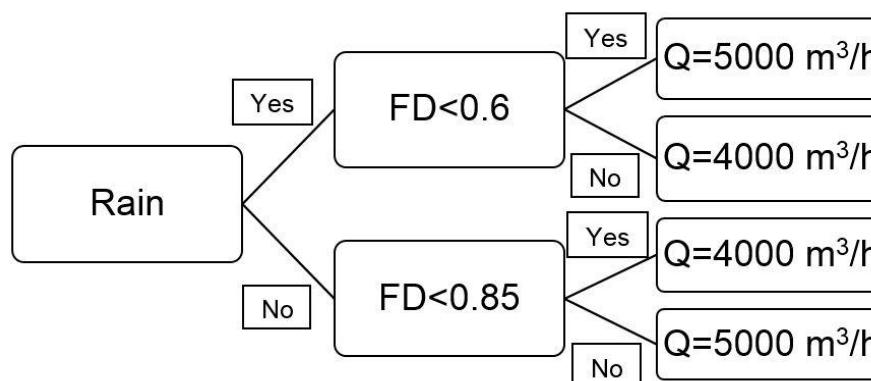 Yes
Q=5000 m³/h
Yes
FD<0.6
No
Q=4000 m³/h
Rain
Yes
Q=4000 m³/h
No
FD<0.85
No
Q=5000 m³/h